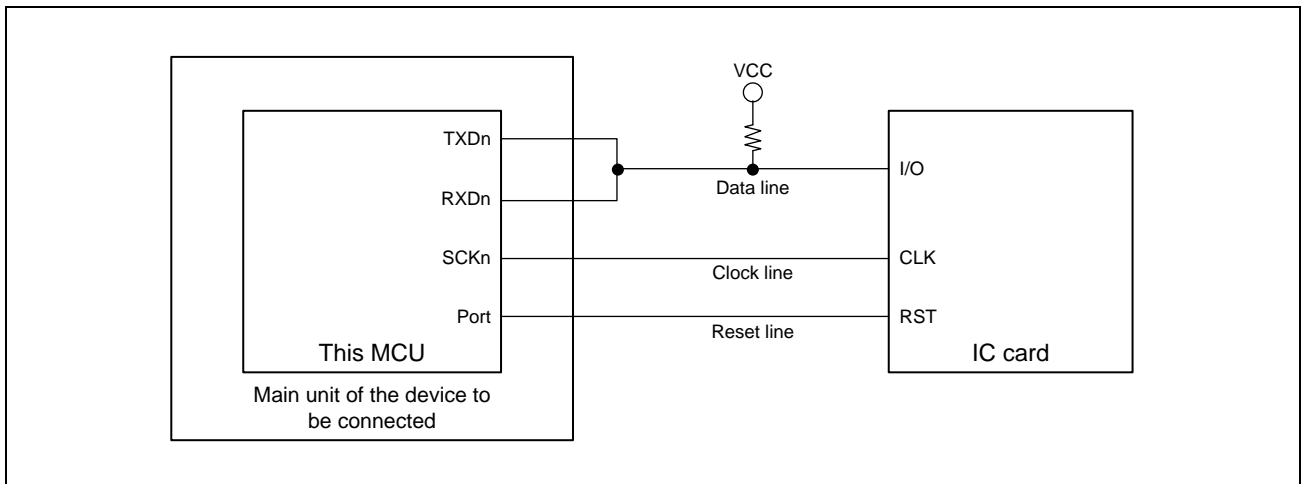 VCC
TXDn
RXDn
SCKn
Port
This MCU
Main unit of the device to
be connected
Data line
Clock line
Reset line
I/O
CLK
RST
IC card